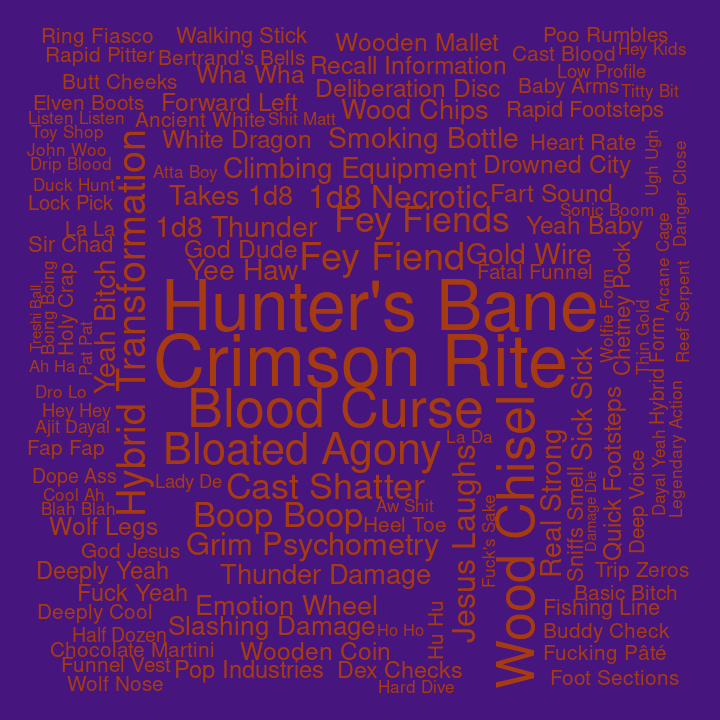 Ring Fiasco
Walking Stick
Wooden Mallet
Poo Rumbles
Rapid Pitter
Bertrand's Bells
Cast Blood
Hey Kids
Wha Wha
Recall Information
Low Profile
Butt Cheeks
Deliberation Disc
Baby Arms
Titty Bit
Elven Boots
Forward Left
Wood Chips
Rapid Footsteps
Listen Listen
Ancient White
Shit Matt
Toy Shop
White Dragon
Smoking Bottle
Heart Rate
Ugh Ugh
Danger Close
John Woo
Drip Blood
Atta Boy
Climbing Equipment
Drowned City
Duck Hunt
Lock Pick
Takes 1d8
1d8 Necrotic
Fart Sound
Sonic Boom
La La
1d8 Thunder
Fey Fiends
Yeah Baby
Sir Chad
God Dude
Fey Fiend
Gold Wire
Arcane Cage
Yee Haw
Fatal Funnel
Hybrid Transformation
Treshi Ball
Boing Boing
Holy Crap
Pat Pat
Yeah Bitch
Hunter's Bane
Wolfie Form
Chetney Pock
Thin Gold
Reef Serpent
Ah Ha
Crimson Rite
Dro Lo
Hey Hey
Blood Curse
Sick Sick
Hybrid Form
Ajit Dayal
Fap Fap
Bloated Agony
La Da
Dayal Yeah
Legendary Action
Dope Ass
Lady De
Cast Shatter
Wood Chisel
Real Strong
Sniffs Smell
Damage Die
Quick Footsteps
Deep Voice
Cool Ah
Blah Blah
Boop Boop
Aw Shit
Jesus Laughs
Fuck's Sake
Wolf Legs
Heel Toe
God Jesus
Grim Psychometry
Deeply Yeah
Thunder Damage
Trip Zeros
Fuck Yeah
Basic Bitch
Deeply Cool
Emotion Wheel
Hu Hu
Fishing Line
Half Dozen
Slashing Damage
Ho Ho
Buddy Check
Chocolate Martini
Wooden Coin
Fucking Pâté
Funnel Vest
Pop Industries
Dex Checks
Wolf Nose
Hard Dive
Foot Sections